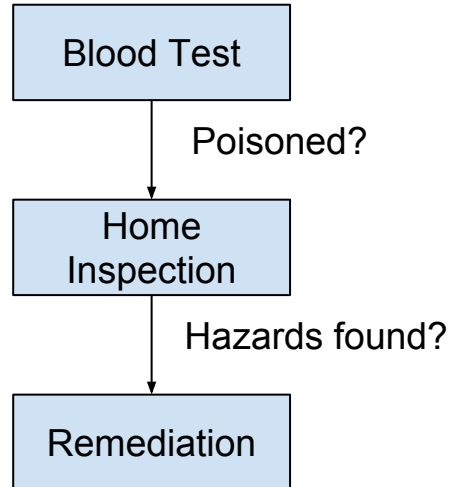 Blood Test
Poisoned?
Home
Inspection
Hazards found?
Remediation